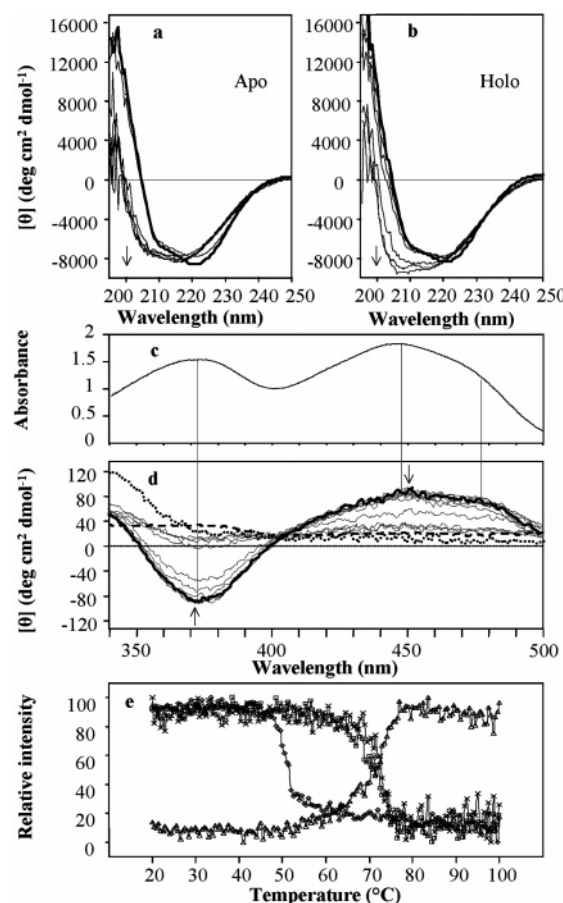 a
b
Apo
Holo
16000
12000
8000
4000
0
-4000
-8000
16000
12000
8000
4000
0
-4000
-8000
[θ] (deg cm² dmol⁻¹)
200 210 220 230 240 250
200 210 220 230 240 250
Wavelength (nm)
Wavelength (nm)
c
Absorbance
2
1.5
1
0.5
0
d
[θ] (deg cm² dmol⁻¹)
120
80
40
0
-40
-80
-120
350 400 450 500
Wavelength (nm)
e
Relative intensity
100
80
60
40
20
0
20 30 40 50 60 70 80 90 100
Temperature (°C)